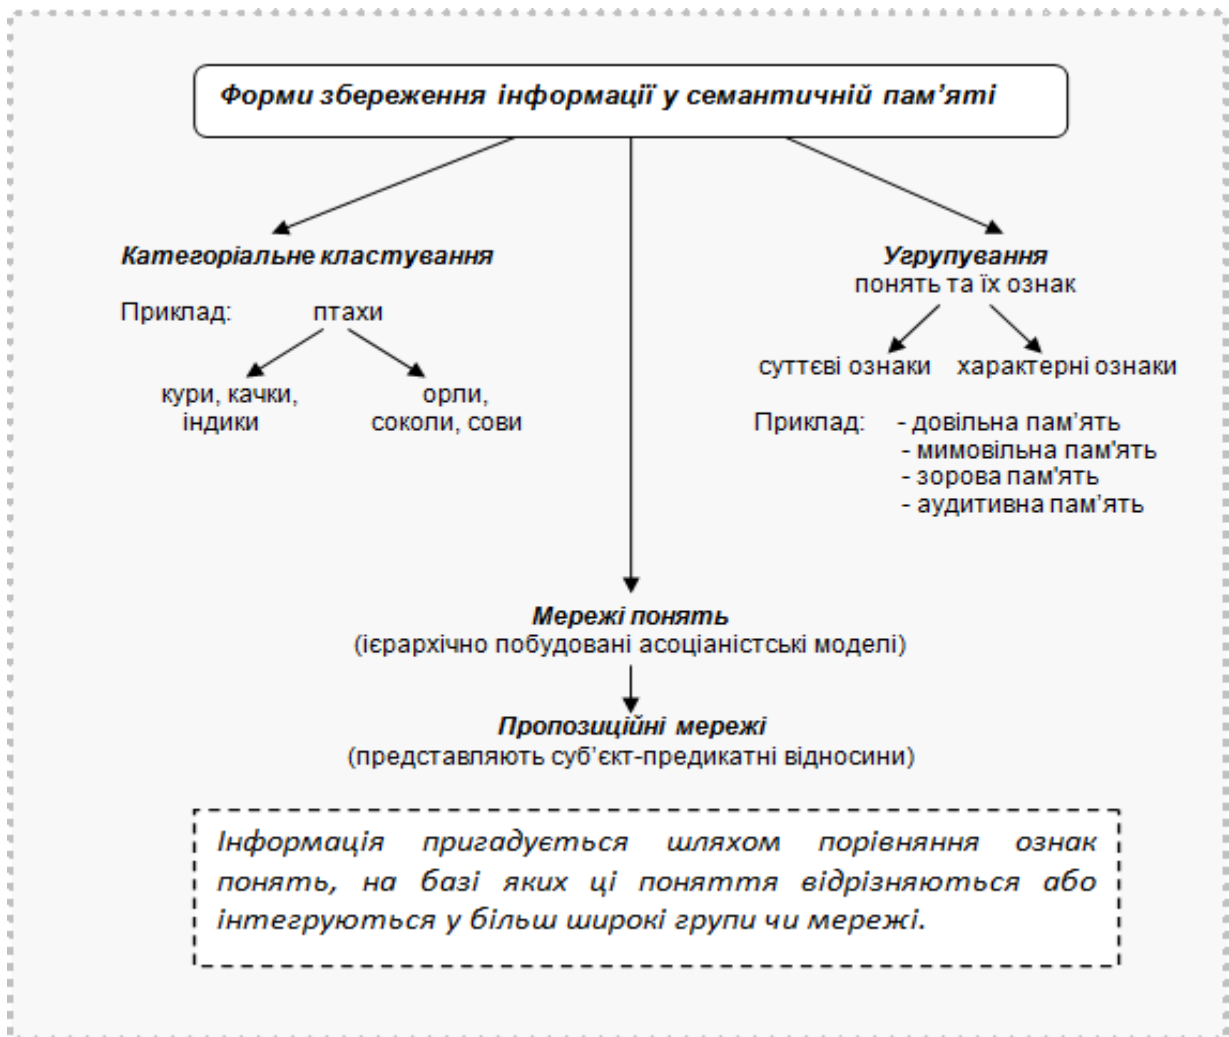 Форми збереження інформації у семантичній пам’яті
Категоріальне кластування
Приклад: птахи
кури, качки,
індики
орли,
соколи, сови
Угрупування
понять та їх ознак
суттєві ознаки характерні ознаки
Приклад: - довільна пам’ять
- мимовільна пам'ять
- зорова пам'ять
- аудитивна пам’ять
Мережі понять
(ієрархічно побудовані асоціаністські моделі)
Пропозиційні мережі
(представляють суб’єкт-предикатні відносини)
Інформація пригадується шляхом порівняння ознак
понять, на базі яких ці поняття відрізняються або
інтегруються у більш широкі групи чи мережі.